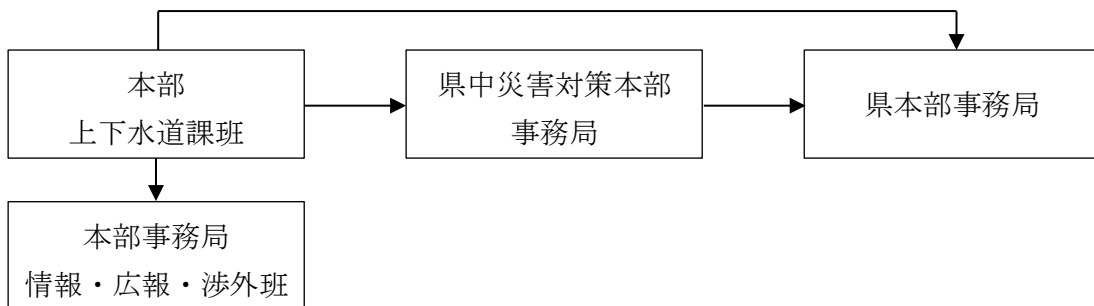 本部
上下水道課班
県中災害対策本部
事務局
県本部事務局
本部事務局
情報・広報・渉外班